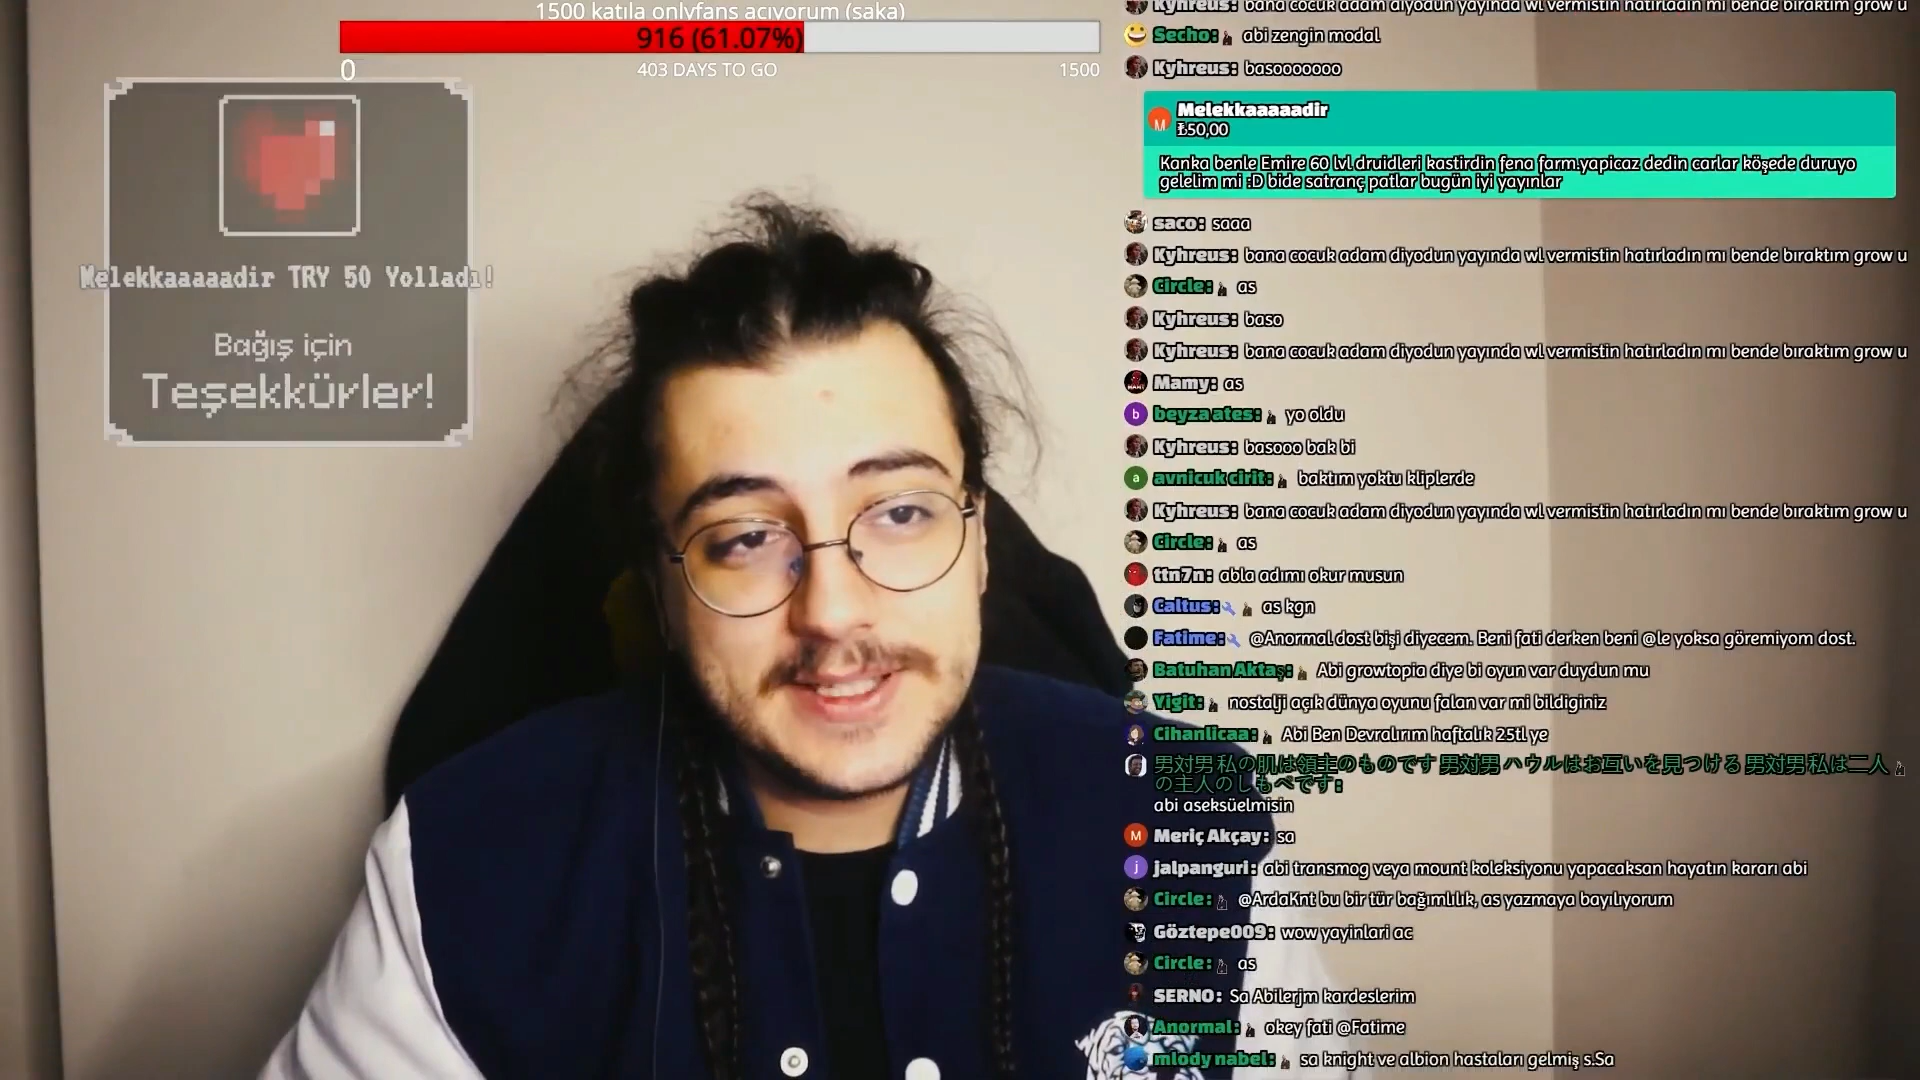 1500 katıla onlyfans açıyorum (şaka)
916 (61.07%)
0
403 DAYS TO GO
1500
Melekkaaaaadir TRY 50 Yolladı!
Bağış için
Teşekkürler!
Kyhreus: bana cocuk adam diyodun yayında wl vermistin hatırladın mı bende bıraktım grow u
Secho: abi zengin modal
Kyhreus: basooooooo
Melekkaaaaadir
₺50,00
Kanka benle Emire 60 lvl druidleri kastirdin fena farm.yapicaz dedin carlar köşede duruyo
gelelim mi :D bide satranç patlar bugün iyi yayınlar
saco: saaa
Kyhreus: bana cocuk adam diyodun yayında wl vermistin hatırladın mı bende bıraktım grow u
Circle: as
Kyhreus: baso
Kyhreus: bana cocuk adam diyodun yayında wl vermistin hatırladın mı bende bıraktım grow u
Mamy: as
beyza ates: yo oldu
Kyhreus: basooo bak bi
avnicuk cirit: baktım yoktu kliplerde
Kyhreus: bana cocuk adam diyodun yayında wl vermistin hatırladın mı bende bıraktım grow u
Circle: as
ttn7n: abla adımı okur musun
Caltus: as kgn
Fatime: @Anormal dost bişi diyecem. Beni fati derken beni @le yoksa göremiyom dost.
Batuhan Aktaş: Abi growtopia diye bi oyun var duydun mu
Yigit: nostalji açık dünya oyunu falan var mi bildiginiz
Cihanlicaa: Abi Ben Devralırım haftalık 25tl ye
男対男 私の肌は領主のものです 男対男 ハウルはお互いを見つける 男対男 私は二人
の主人のしもべです:
abi aseksüelmisin
M Meriç Akçay: sa
j jalpanguri: abi transmog veya mount koleksiyonu yapacaksan hayatın kararı abi
Circle: @ArdaKnt bu bir tür bağımlılık, as yazmaya bayılıyorum
Göztepe009: wow yayinlari ac
Circle: as
SERNO: Sa Abilerjm kardeslerim
Anormal: okey fati @Fatime
mlody nabel: sa knight ve albion hastaları gelmiş s.Sa